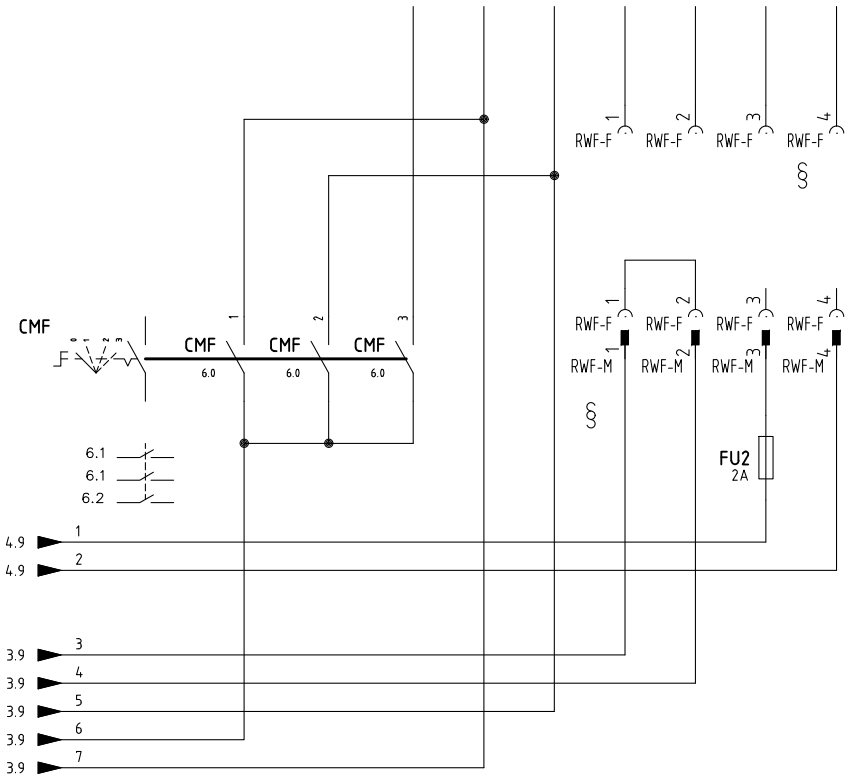 1 2 3 4
RWF-F RWF-F RWF-F RWF-F
§
1 2 3
CMF
0 1 2 3
CMF CMF CMF
6.0 6.0 6.0
1 2 3 4
RWF-F RWF-F RWF-F RWF-F
1 2 3 4
RWF-M RWF-M RWF-M RWF-M
§
6.1
6.1
6.2
FU2
2A
4.9 1
4.9 2
3.9 3
3.9 4
3.9 5
3.9 6
3.9 7